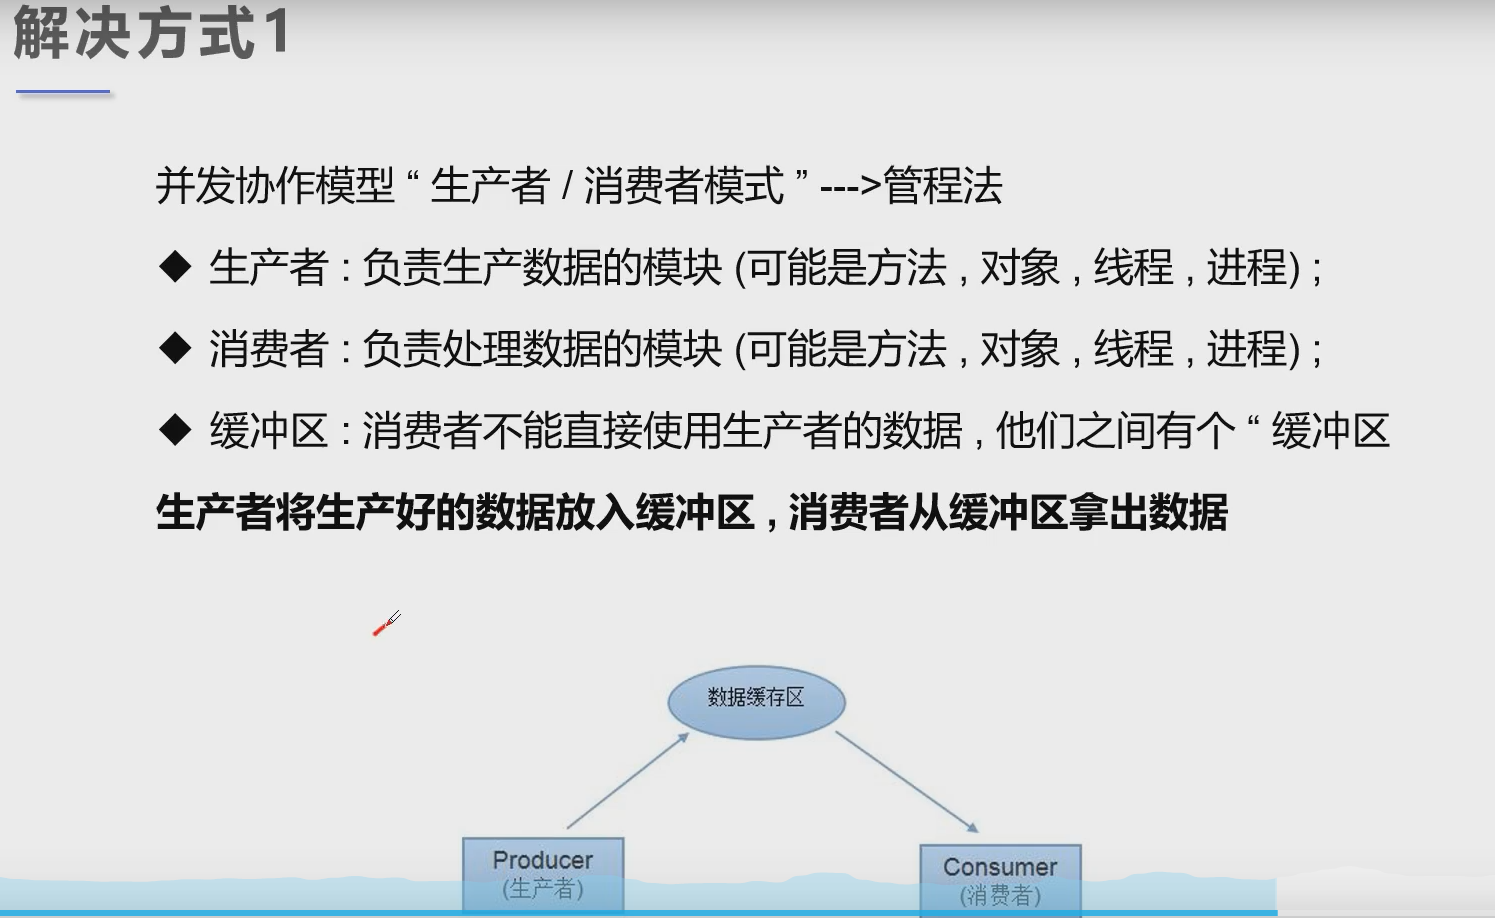 解决方式1
并发协作模型 “ 生产者 / 消费者模式 ” --->管程法
◆ 生产者 : 负责生产数据的模块 (可能是方法 , 对象 , 线程 , 进程) ;
◆ 消费者 : 负责处理数据的模块 (可能是方法 , 对象 , 线程 , 进程) ;
◆ 缓冲区 : 消费者不能直接使用生产者的数据 , 他们之间有个 “ 缓冲区
生产者将生产好的数据放入缓冲区 , 消费者从缓冲区拿出数据
数据缓存区
Producer
(生产者)
Consumer
(消费者)